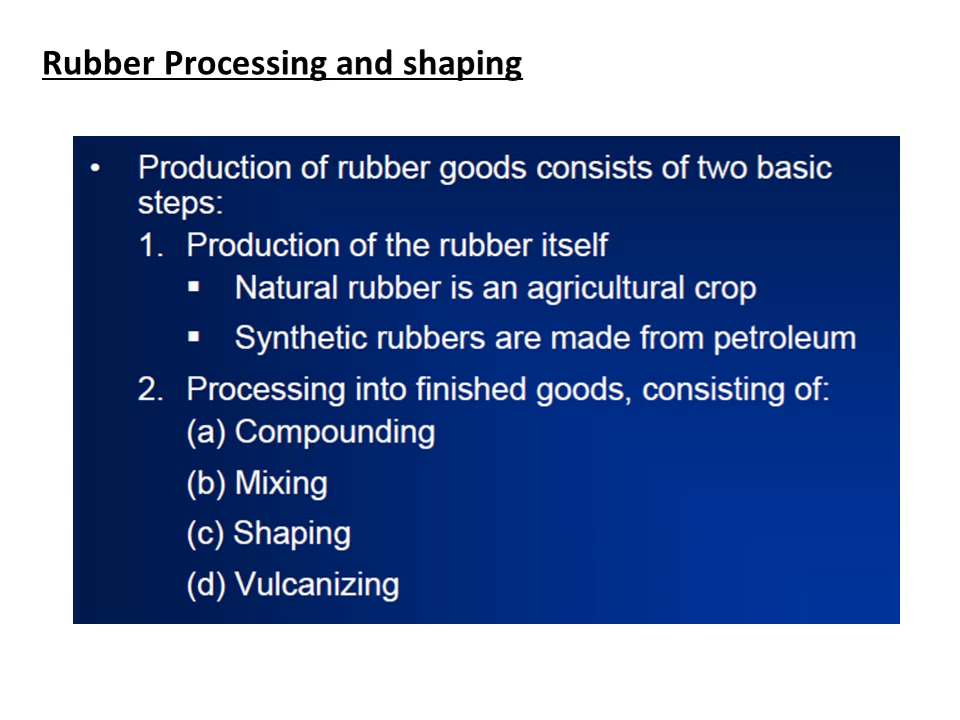 Rubber Processing and shaping
• Production of rubber goods consists of two basic
steps:
1. Production of the rubber itself
▪ Natural rubber is an agricultural crop
▪ Synthetic rubbers are made from petroleum
2. Processing into finished goods, consisting of:
(a) Compounding
(b) Mixing
(c) Shaping
(d) Vulcanizing